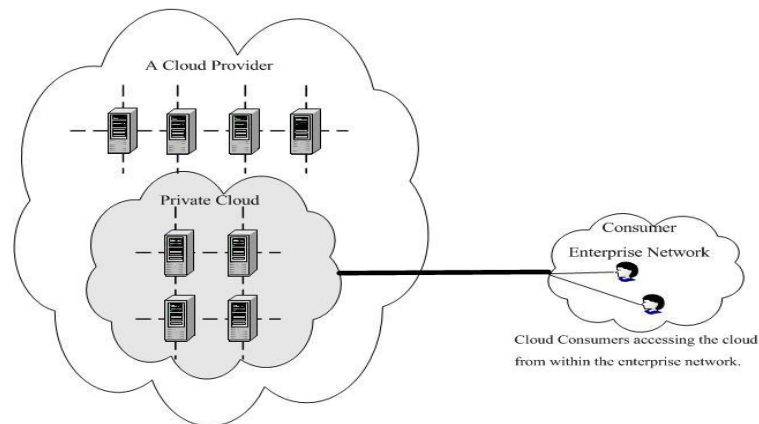 A Cloud Provider
Private Cloud
Consumer
Enterprise Network
Cloud Consumers accessing the cloud
from within the enterprise network.